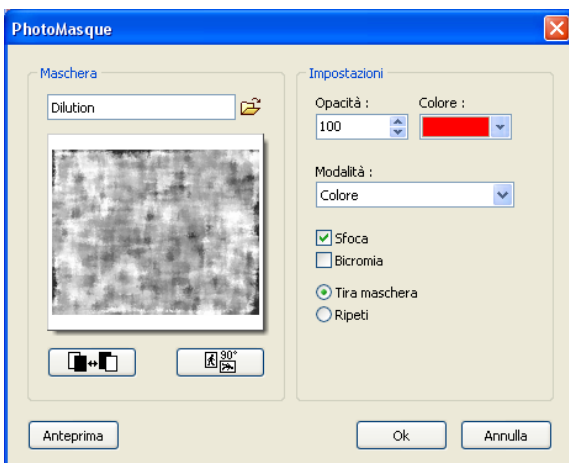 PhotoMasque
Maschera
Dilution
90°
Impostazioni
Opacità : Colore :
100
Modalità :
Colore
Sfoca
Bicromia
Tira maschera
Ripeti
Anteprima Ok Annulla